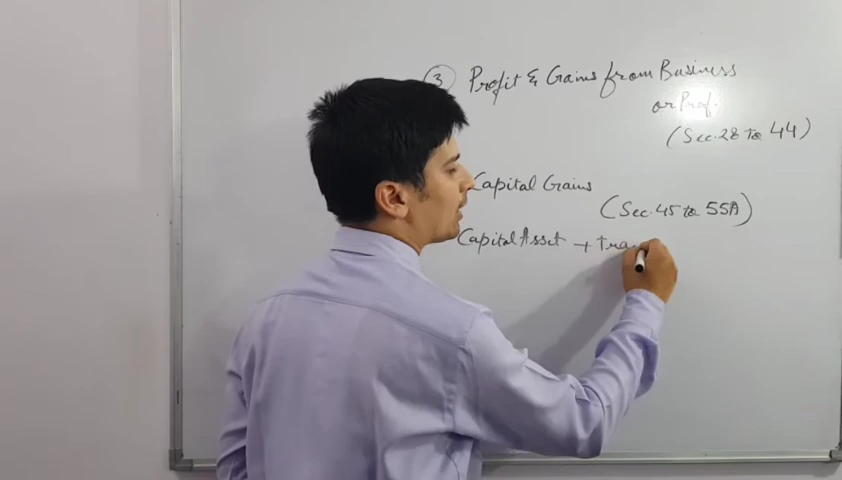 ③ Profit & Gains from Business
or Prof.
(Sec. 28 to 44)
Capital Gains
(Sec. 45 to 55A)
Capital Asset + tra